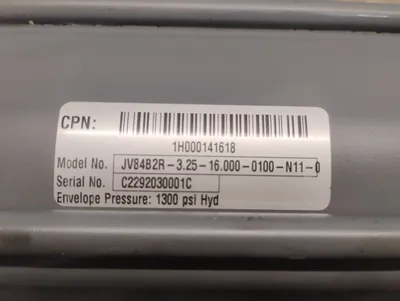 CPN:
1H000141618
Model No. JV84B2R-3.25-16.000-0100-N11-0
Serial No. C2292030001C
Envelope Pressure: 1300 psi Hyd